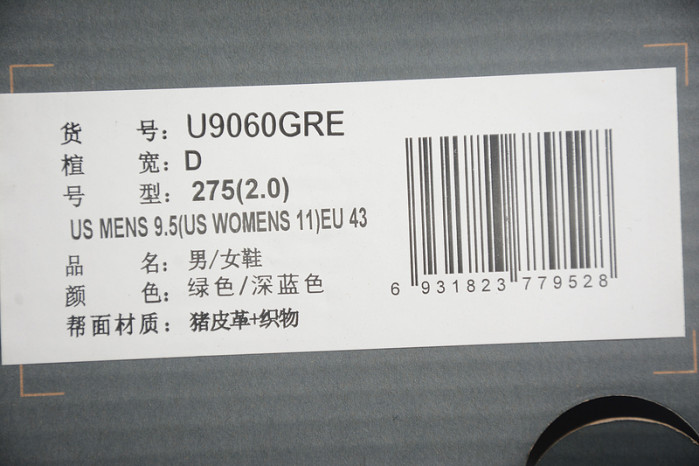 货 号：U9060GRE
楦 宽：D
号 型：275(2.0)
US MENS 9.5(US WOMENS 11)EU 43
品 名：男/女鞋
颜 色：绿色/深蓝色
帮面材质：猪皮革+织物
6 931823 779528